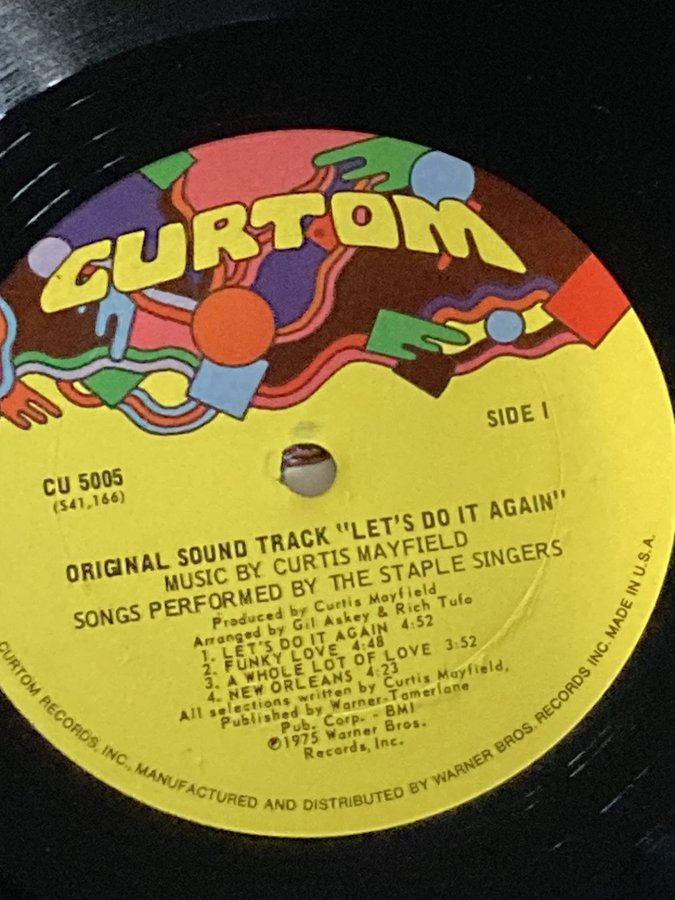 CURTOM
SIDE 1
CU 5005
(S41,166)
ORIGINAL SOUND TRACK "LET'S DO IT AGAIN"
MUSIC BY CURTIS MAYFIELD
SONGS PERFORMED BY THE STAPLE SINGERS
Produced by Curtis Mayfield
Arranged by Gil Askey & Rich Tufo
1. LET'S DO IT AGAIN 4:52
2. FUNKY LOVE 4:48
3. A WHOLE LOT OF LOVE 3:52
4. NEW ORLEANS 4:23
All selections written by Curtis Mayfield,
Published by Warner-Tamerlane
Pub. Corp. - BMI
℗1975 Warner Bros.
Records, Inc.
CURTOM RECORDS, INC., MANUFACTURED AND DISTRIBUTED BY WARNER BROS. RECORDS INC. MADE IN U.S.A.